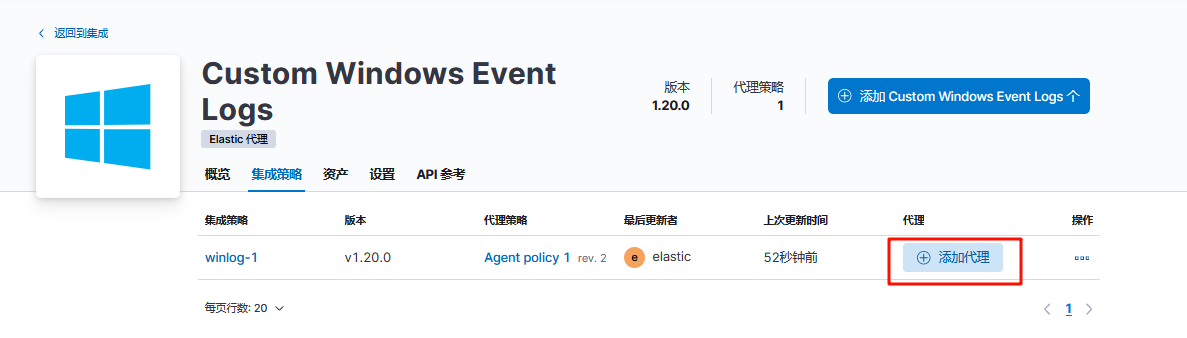 返回到集成
Custom Windows Event
Logs
Elastic 代理
版本
1.20.0
代理策略
1
添加 Custom Windows Event Logs 个
概览 集成策略 资产 设置 API 参考
集成策略 版本 代理策略 最后更新者 上次更新时间 代理 操作
winlog-1 v1.20.0 Agent policy 1 rev. 2 e elastic 52秒钟前 添加代理
每页行数: 20 1